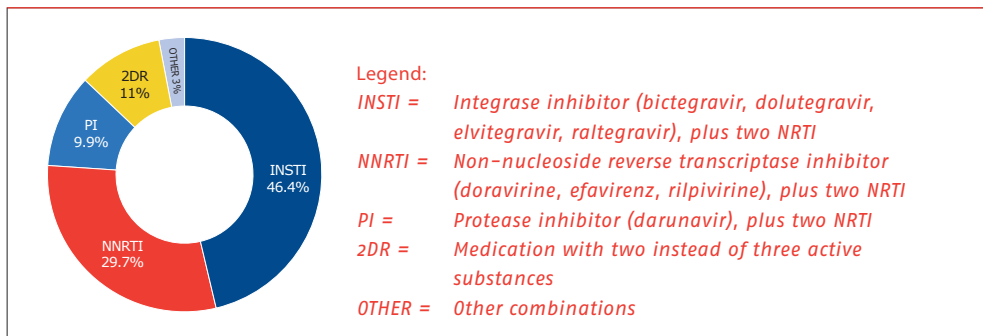 OTHER 3%
2DR
11%
PI
9.9%
INSTI
46.4%
NNRTI
29.7%
Legend:
INSTI = Integrase inhibitor (bictegravir, dolutegravir,
elvitegravir, raltegravir), plus two NRTI
NNRTI = Non-nucleoside reverse transcriptase inhibitor
(doravirine, efavirenz, rilpivirine), plus two NRTI
PI = Protease inhibitor (darunavir), plus two NRTI
2DR = Medication with two instead of three active
substances
OTHER = Other combinations